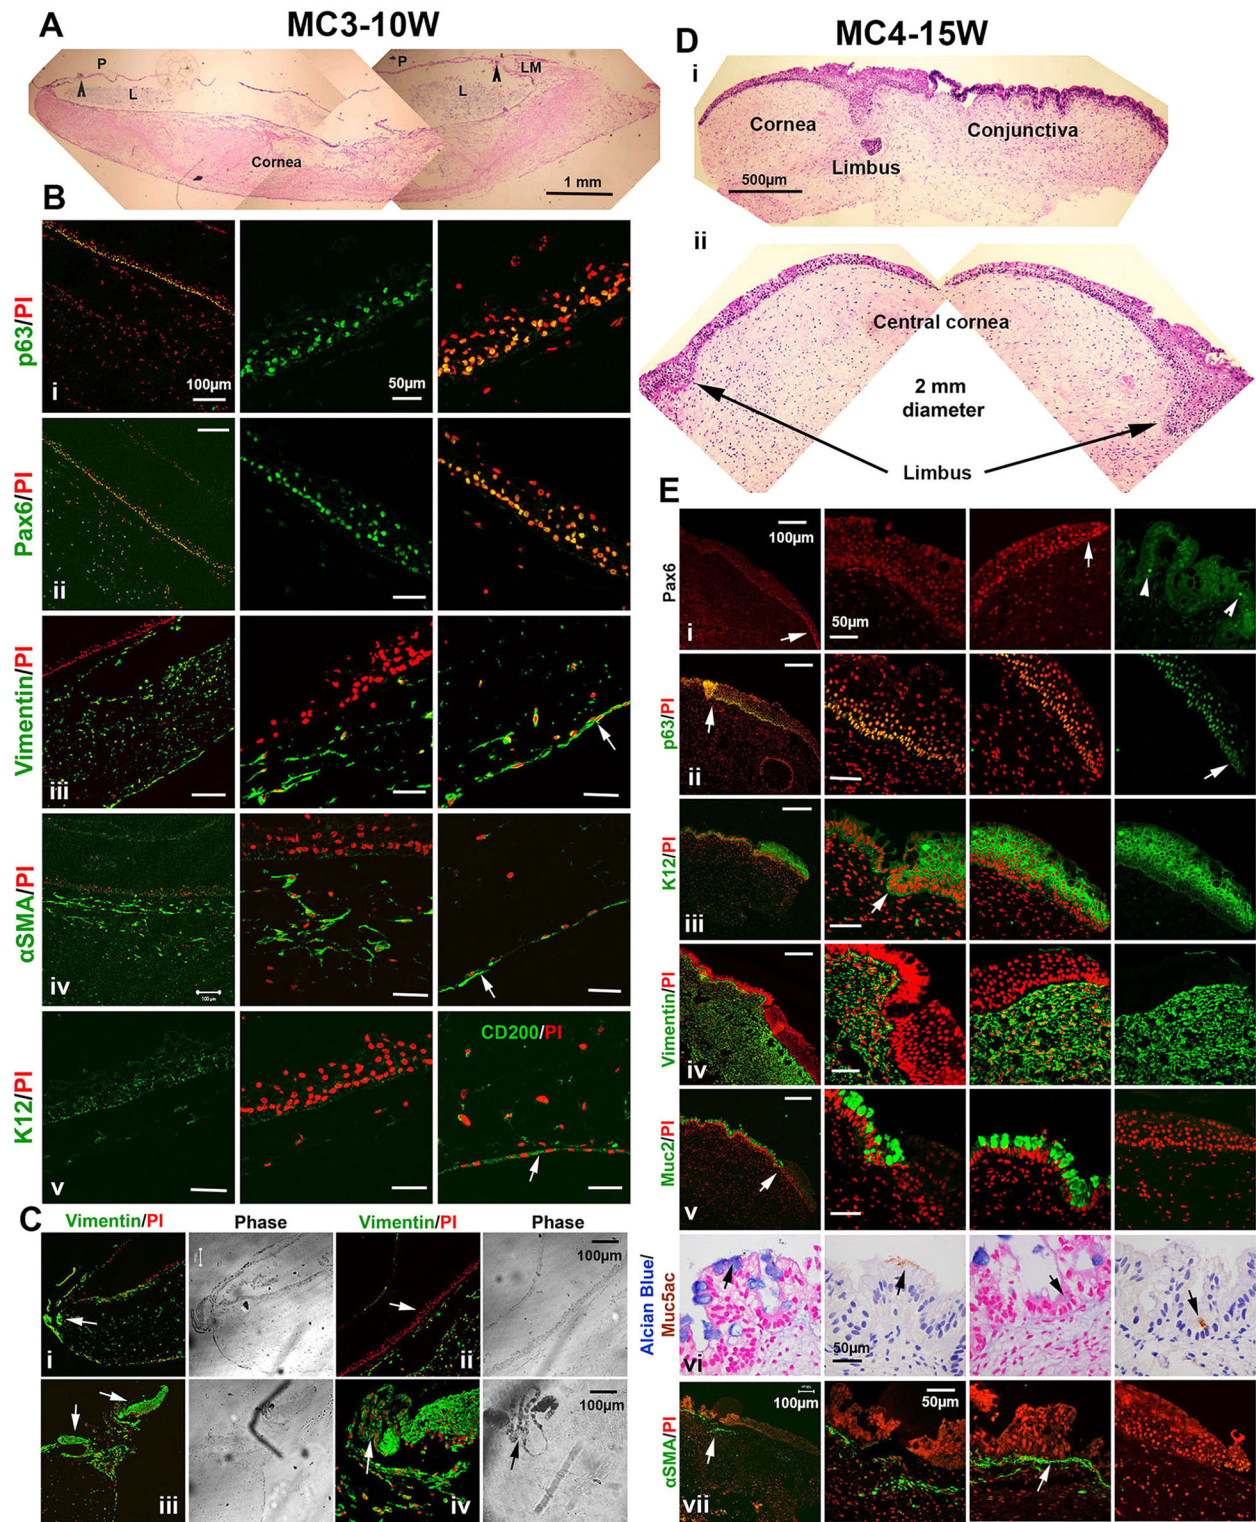 A
MC3-10W
P
L
P
L
LM
Cornea
1 mm
B
p63/PI
i
100µm
50µm
Pax6/PI
ii
Vimentin/PI
iii
αSMA/PI
iv
100 µm
K12/PI
v
CD200/PI
C
Vimentin/PI
Phase
Vimentin/PI
Phase
i
ii
100µm
iii
iv
100µm
D
MC4-15W
i
Cornea
Conjunctiva
Limbus
500µm
ii
Central cornea
2 mm
diameter
Limbus
E
Pax6
i
100µm
50µm
p63/PI
ii
K12/PI
iii
Vimentin/PI
iv
Muc2/PI
v
Alcian Blue/
Muc5ac
vi
50µm
αSMA/PI
vii
100µm
50µm